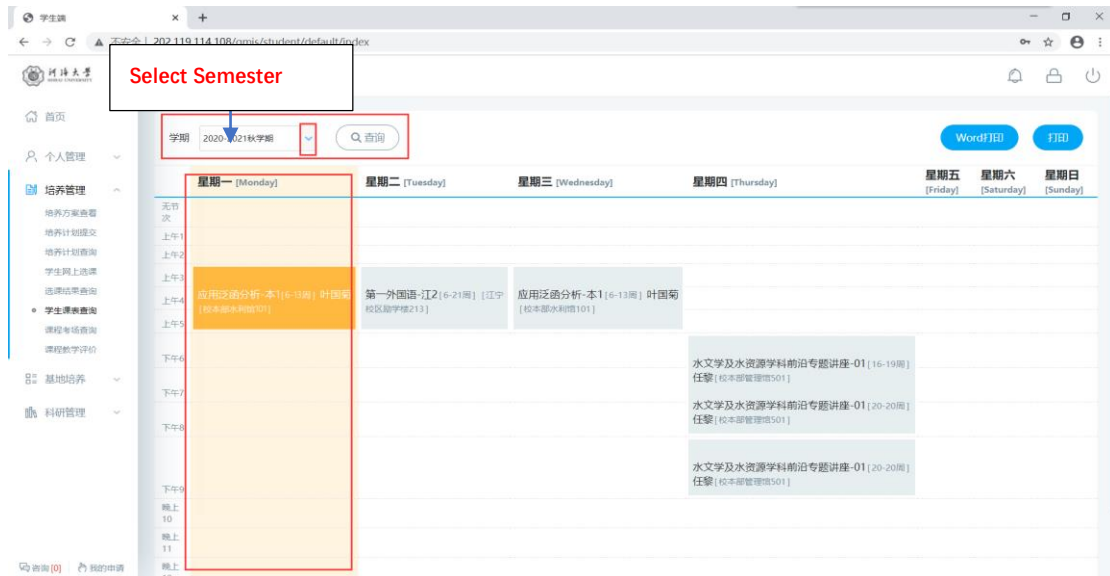 学生端
不安全 | 202.119.114.108/gmis/student/default/index
Select Semester
河海大学
HOHAI UNIVERSITY
首页
个人管理
培养管理
培养方案查看
培养计划提交
培养计划查询
学生网上选课
选课结果查询
学生课表查询
课程考场查询
课程教学评价
基地培养
科研管理
咨询[0] 我的申请
学期 2020-2021秋学期 查询 Word打印 打印
星期一 [Monday] 星期二 [Tuesday] 星期三 [Wednesday] 星期四 [Thursday] 星期五 [Friday] 星期六 [Saturday] 星期日 [Sunday]
无节
次
上午1
上午2
上午3
上午4
上午5
应用泛函分析-本1[6-13周] 叶国菊
[校本部水利馆101]
第一外国语-江2[6-21周] [江宁
校区励学楼213]
应用泛函分析-本1[6-13周] 叶国菊
[校本部水利馆101]
下午6
下午7
下午8
水文学及水资源学科前沿专题讲座-01[16-19周]
任黎[校本部管理馆501]
水文学及水资源学科前沿专题讲座-01[20-20周]
任黎[校本部管理馆501]
下午9
水文学及水资源学科前沿专题讲座-01[20-20周]
任黎[校本部管理馆501]
晚上
10
晚上
11
晚上